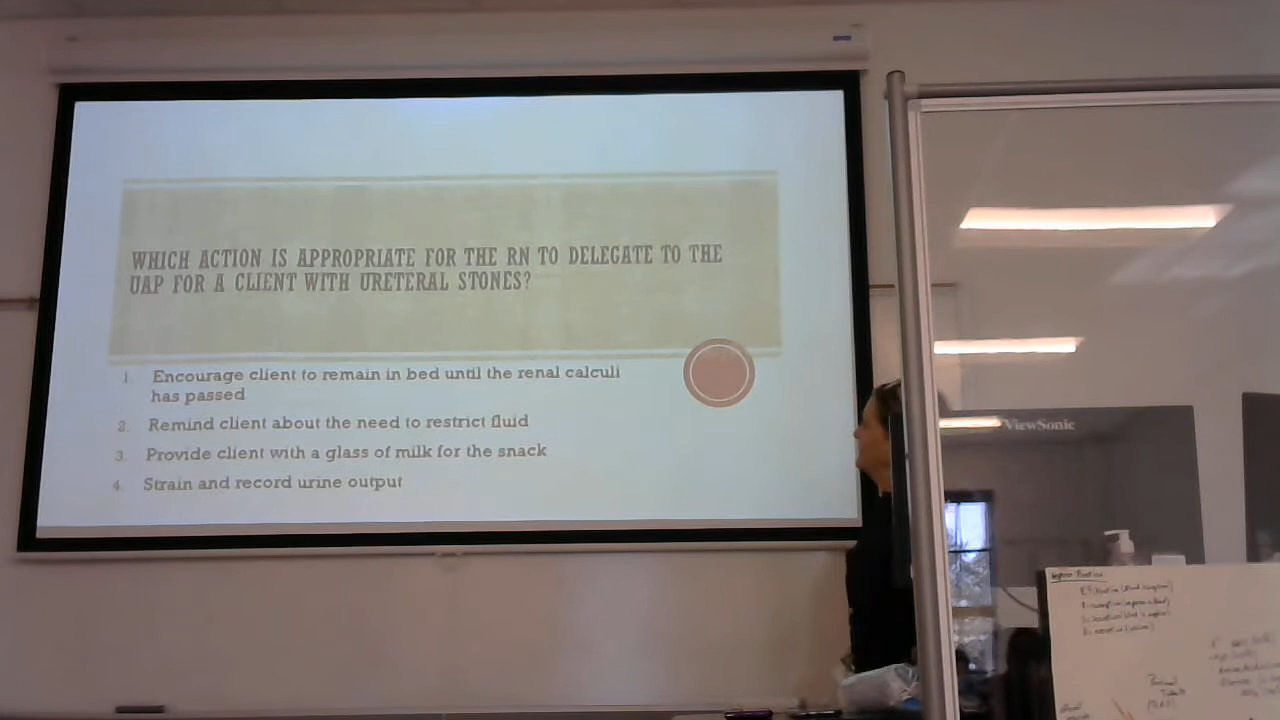 WHICH ACTION IS APPROPRIATE FOR THE RN TO DELEGATE TO THE
UAP FOR A CLIENT WITH URETERAL STONES?
1. Encourage client to remain in bed until the renal calculi
has passed
2. Remind client about the need to restrict fluid
3. Provide client with a glass of milk for the snack
4. Strain and record urine output
ViewSonic